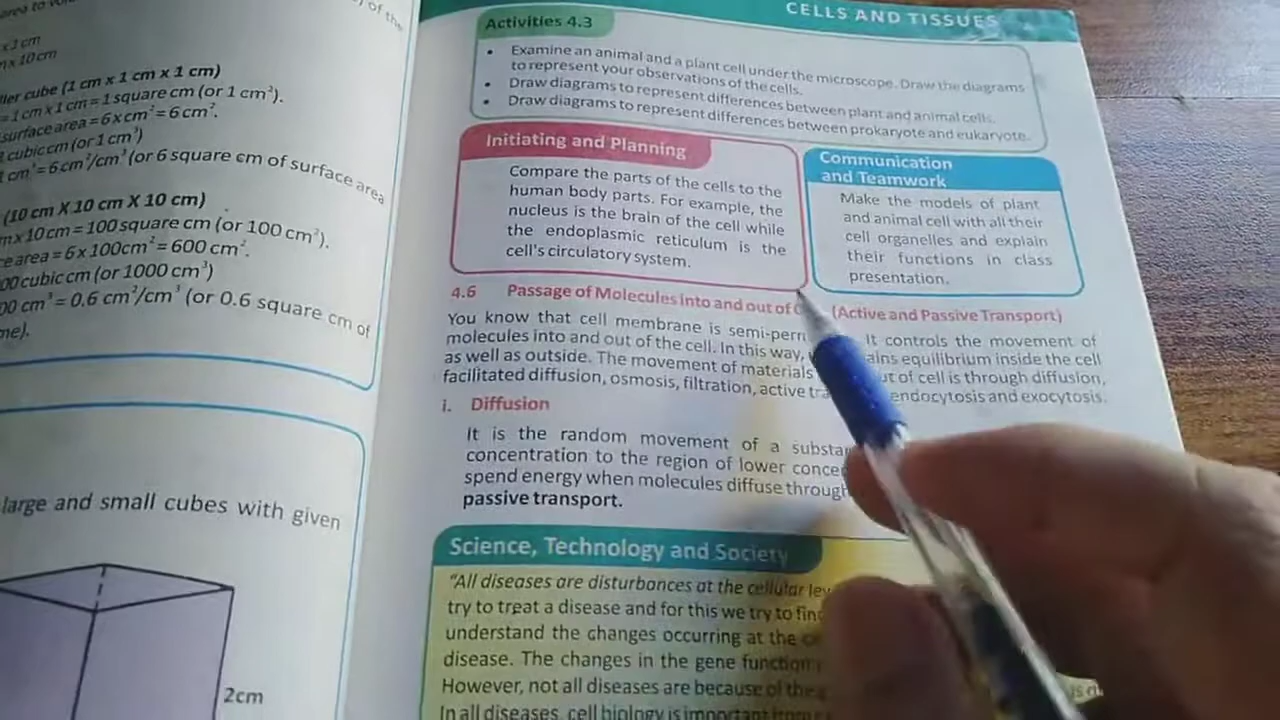 area to
of the
x 1 cm
m x 10 cm
ller cube (1 cm x 1 cm x 1 cm)
= 1 cm x 1 cm = 1 square cm (or 1 cm²).
surface area = 6 x cm² = 6 cm².
cubic cm (or 1 cm³)
cm³ = 6 cm²/cm³ (or 6 square cm of surface area
(10 cm X 10 cm X 10 cm)
m x 10 cm = 100 square cm (or 100 cm²).
e area = 6 x 100cm² = 600 cm².
00 cubic cm (or 1000 cm³)
00 cm³ = 0.6 cm²/cm³ (or 0.6 square cm of
me).
large and small cubes with given
2cm
CELLS AND TISSUES
Activities 4.3
• Examine an animal and a plant cell under the microscope. Draw the diagrams
to represent your observations of the cells.
• Draw diagrams to represent differences between plant and animal cells.
• Draw diagrams to represent differences between prokaryote and eukaryote.
Initiating and Planning
Compare the parts of the cells to the
human body parts. For example, the
nucleus is the brain of the cell while
the endoplasmic reticulum is the
cell's circulatory system.
Communication
and Teamwork
Make the models of plant
and animal cell with all their
cell organelles and explain
their functions in class
presentation.
4.6 Passage of Molecules into and out of (Active and Passive Transport)
You know that cell membrane is semi-perm It controls the movement of
molecules into and out of the cell. In this way, ains equilibrium inside the cell
as well as outside. The movement of materials ut of cell is through diffusion,
facilitated diffusion, osmosis, filtration, active tra endocytosis and exocytosis.
i. Diffusion
It is the random movement of a substa
concentration to the region of lower conce
spend energy when molecules diffuse through
passive transport.
Science, Technology and Society
"All diseases are disturbances at the cellular lev
try to treat a disease and for this we try to find
understand the changes occurring at the
disease. The changes in the gene function
However, not all diseases are because of the
In all diseases, cell biology is important